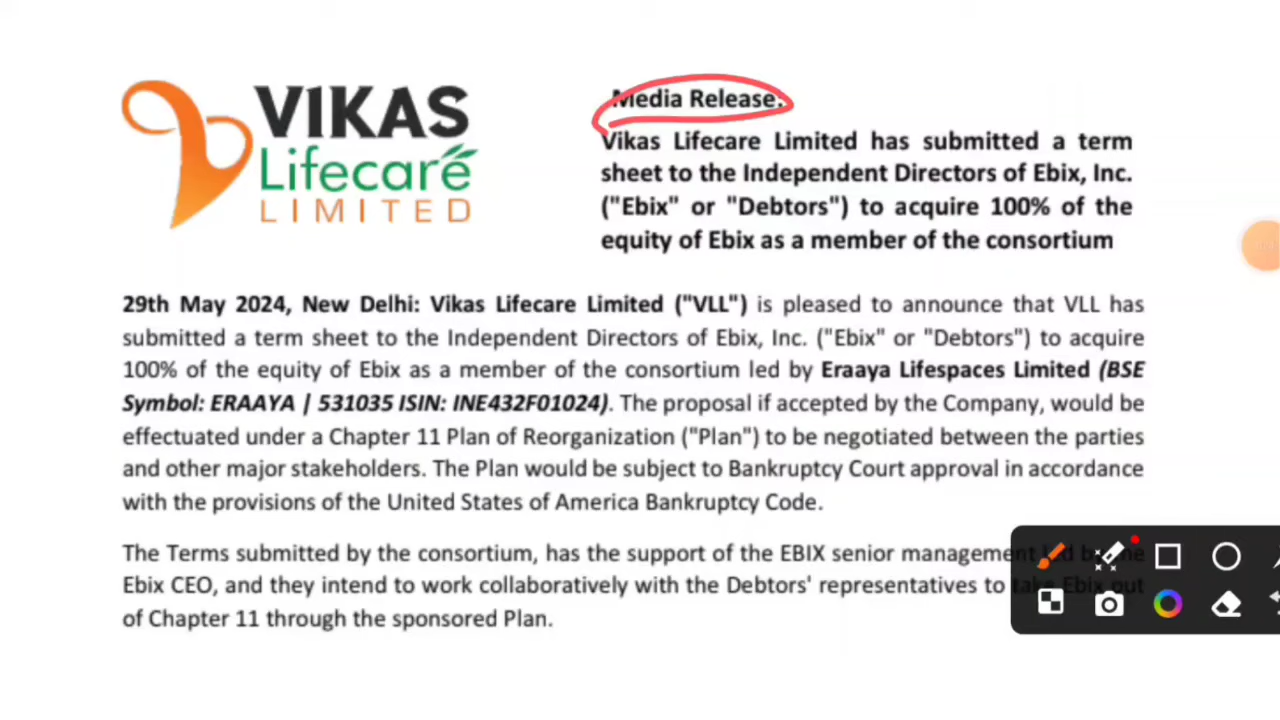 VIKAS
Lifecare
LIMITED
Media Release:
Vikas Lifecare Limited has submitted a term
sheet to the Independent Directors of Ebix, Inc.
("Ebix" or "Debtors") to acquire 100% of the
equity of Ebix as a member of the consortium
29th May 2024, New Delhi: Vikas Lifecare Limited ("VLL") is pleased to announce that VLL has
submitted a term sheet to the Independent Directors of Ebix, Inc. ("Ebix" or "Debtors") to acquire
100% of the equity of Ebix as a member of the consortium led by Eraaya Lifespaces Limited (BSE
Symbol: ERAAYA | 531035 ISIN: INE432F01024). The proposal if accepted by the Company, would be
effectuated under a Chapter 11 Plan of Reorganization ("Plan") to be negotiated between the parties
and other major stakeholders. The Plan would be subject to Bankruptcy Court approval in accordance
with the provisions of the United States of America Bankruptcy Code.
The Terms submitted by the consortium, has the support of the EBIX senior management led by the
Ebix CEO, and they intend to work collaboratively with the Debtors' representatives to take Ebix out
of Chapter 11 through the sponsored Plan.